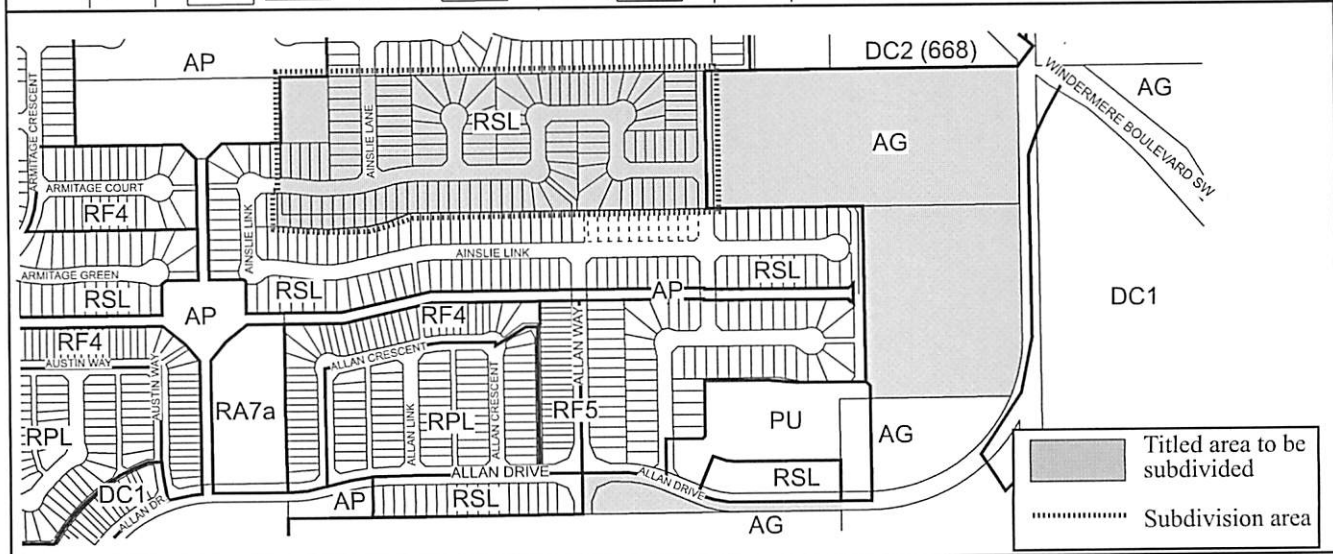 DC2 (668)
AP
WINDERMERE BOULEVARD SW
AG
ARMITAGE CRESCENT
AINSLIE LANE
RSL
AG
ARMITAGE COURT
RF4
AINSLIE LINK
AINSLIE LINK
ARMITAGE GREEN
RSL
RSL
AP
RSL
DC1
AP
RF4
RF4
AUSTIN WAY
AUSTIN WAY
ALLAN CRESCENT
ALLAN WAY
RA7a
ALLAN LINK
ALLAN CRESCENT
RPL
RF5
PU
AG
RPL
DC1
ALLAN DR
ALLAN DRIVE
ALLAN DRIVE
RSL
AP
RSL
AG
Titled area to be
subdivided
Subdivision area